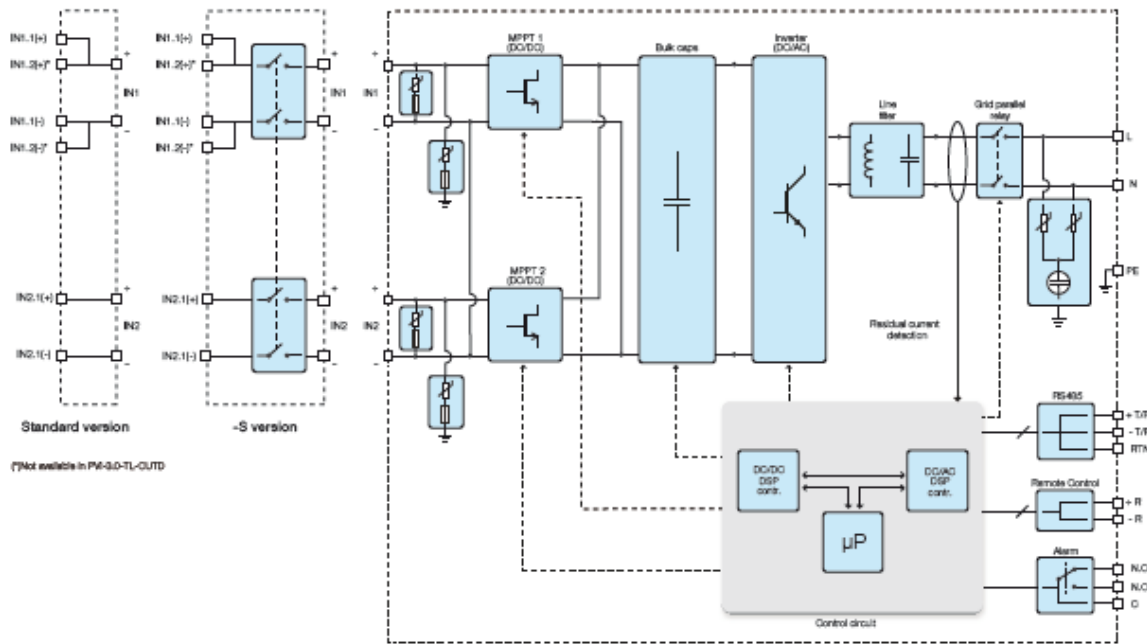 IN1.1(+)
IN1.2(+)*
+
IN1
IN1.1(-)
IN1.2(-)*
−
IN2.1(+)
+
IN2
IN2.1(-)
−
Standard version
IN1.1(+)
IN1.2(+)*
+
IN1
IN1.1(-)
IN1.2(-)*
−
IN2.1(+)
+
IN2
IN2.1(-)
−
-S version
(*)Not available in PVI-3.0-TL-OUTD
+
IN1
−
+
IN2
−
MPPT 1
(DC/DC)
MPPT 2
(DC/DC)
Bulk caps
Inverter
(DC/AC)
Line
filter
Grid parallel
relay
L
N
PE
Residual current
detection
DC/DC
DSP
contr.
DC/AC
DSP
contr.
µP
Control circuit
RS485
+ T/R
- T/R
RTN
Remote Control
+ R
- R
Alarm
N.C
N.O
C